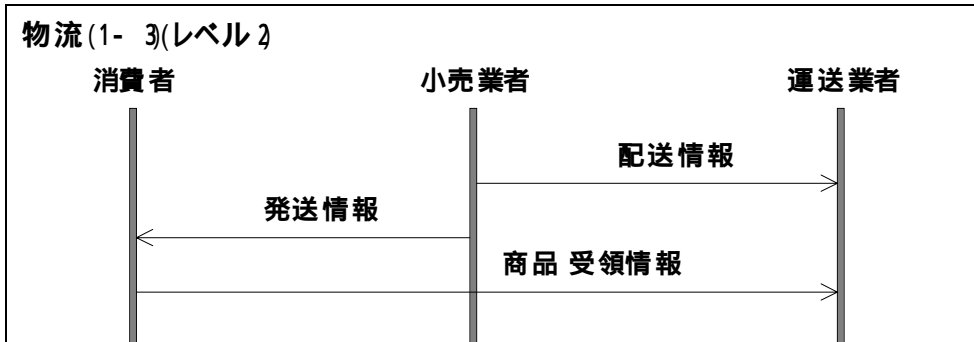 物流(1- 3)(レベル 2)
消費者 小売業者 運送業者
配送情報
発送情報
商品 受領情報